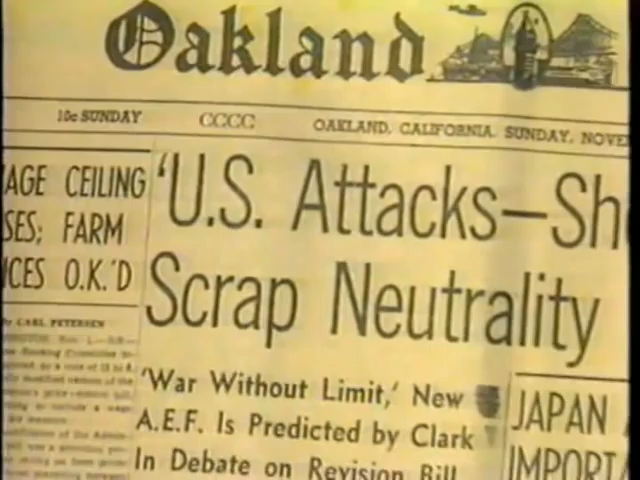 Oakland
10c SUNDAY CCCC OAKLAND, CALIFORNIA, SUNDAY, NOVE
AGE CEILING
SES; FARM
ICES O.K.'D
By CARL PETERSEN
'U.S. Attacks—Sh
Scrap Neutrality
'War Without Limit,' New
A.E.F. Is Predicted by Clark
In Debate on Revision Bill
JAPAN
IMPORT